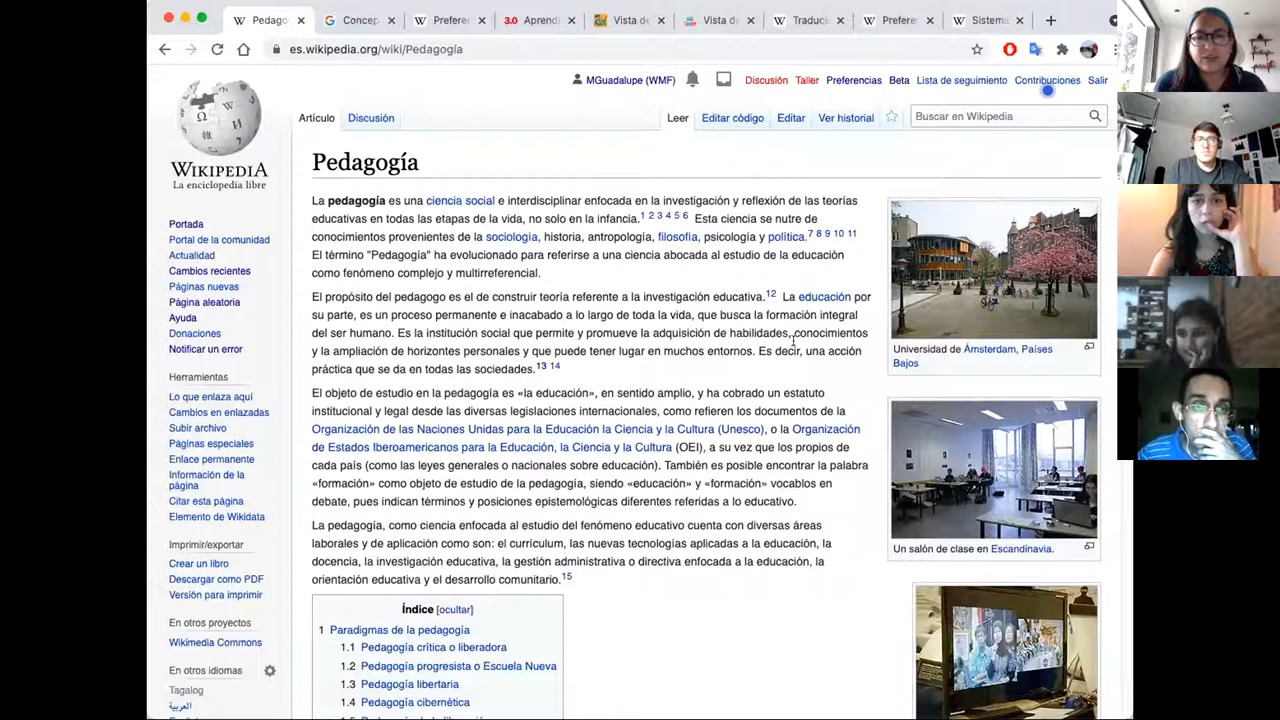 Pedago
Concep
Prefere
3.0 Aprend
Vista de
Vista de
Traducí
Prefere
Sistema
es.wikipedia.org/wiki/Pedagogía
MGuadalupe (WMF) Discusión Taller Preferencias Beta Lista de seguimiento Contribuciones Salir
Artículo Discusión Leer Editar código Editar Ver historial Buscar en Wikipedia
WIKIPEDIA
La enciclopedia libre
Portada
Portal de la comunidad
Actualidad
Cambios recientes
Páginas nuevas
Página aleatoria
Ayuda
Donaciones
Notificar un error
Herramientas
Lo que enlaza aquí
Cambios en enlazadas
Subir archivo
Páginas especiales
Enlace permanente
Información de la
página
Citar esta página
Elemento de Wikidata
Imprimir/exportar
Crear un libro
Descargar como PDF
Versión para imprimir
En otros proyectos
Wikimedia Commons
En otros idiomas
Tagalog
العربية
Pedagogía
La pedagogía es una ciencia social e interdisciplinar enfocada en la investigación y reflexión de las teorías
educativas en todas las etapas de la vida, no solo en la infancia.1 2 3 4 5 6 Esta ciencia se nutre de
conocimientos provenientes de la sociología, historia, antropología, filosofía, psicología y política.7 8 9 10 11
El término "Pedagogía" ha evolucionado para referirse a una ciencia abocada al estudio de la educación
como fenómeno complejo y multirreferencial.
El propósito del pedagogo es el de construir teoría referente a la investigación educativa.12 La educación por
su parte, es un proceso permanente e inacabado a lo largo de toda la vida, que busca la formación integral
del ser humano. Es la institución social que permite y promueve la adquisición de habilidades, conocimientos
y la ampliación de horizontes personales y que puede tener lugar en muchos entornos. Es decir, una acción
práctica que se da en todas las sociedades.13 14
El objeto de estudio en la pedagogía es «la educación», en sentido amplio, y ha cobrado un estatuto
institucional y legal desde las diversas legislaciones internacionales, como refieren los documentos de la
Organización de las Naciones Unidas para la Educación la Ciencia y la Cultura (Unesco), o la Organización
de Estados Iberoamericanos para la Educación, la Ciencia y la Cultura (OEI), a su vez que los propios de
cada país (como las leyes generales o nacionales sobre educación). También es posible encontrar la palabra
«formación» como objeto de estudio de la pedagogía, siendo «educación» y «formación» vocablos en
debate, pues indican términos y posiciones epistemológicas diferentes referidas a lo educativo.
La pedagogía, como ciencia enfocada al estudio del fenómeno educativo cuenta con diversas áreas
laborales y de aplicación como son: el currículum, las nuevas tecnologías aplicadas a la educación, la
docencia, la investigación educativa, la gestión administrativa o directiva enfocada a la educación, la
orientación educativa y el desarrollo comunitario.15
Índice [ocultar]
1 Paradigmas de la pedagogía
1.1 Pedagogía crítica o liberadora
1.2 Pedagogía progresista o Escuela Nueva
1.3 Pedagogía libertaria
1.4 Pedagogía cibernética
Universidad de Ámsterdam, Países
Bajos
Un salón de clase en Escandinavia.